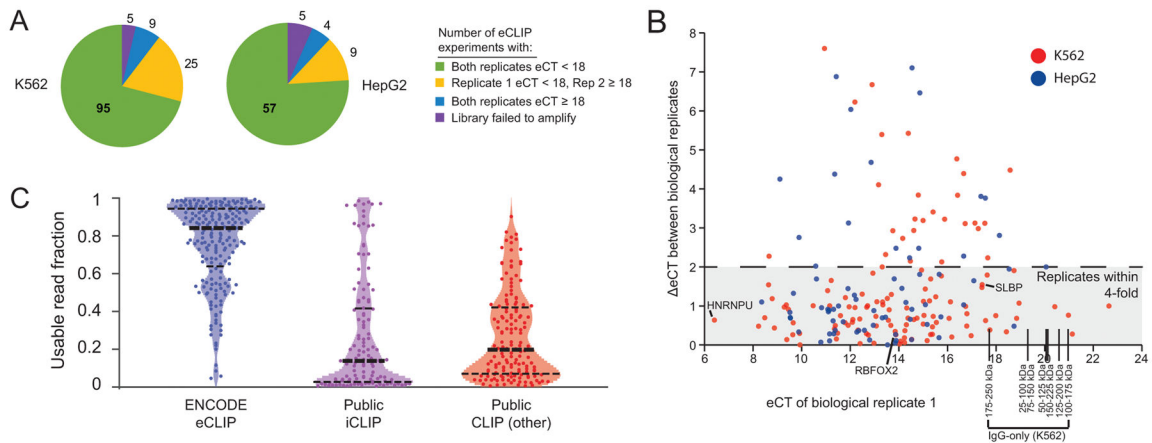 A
K562
5
9
25
95
HepG2
5
4
9
57
Number of eCLIP
experiments with:
Both replicates eCT < 18
Replicate 1 eCT < 18, Rep 2 ≥ 18
Both replicates eCT ≥ 18
Library failed to amplify
B
K562
HepG2
ΔeCT between biological replicates
8
7
6
5
4
3
2
1
0
Replicates within
4-fold
HNRNPU
SLBP
RBFOX2
6
8
10
12
14
16
18
20
22
24
eCT of biological replicate 1
175-250 kDa
25-100 kDa
75-150 kDa
50-125 kDa
150-225 kDa
125-200 kDa
100-175 kDa
IgG-only (K562)
C
Usable read fraction
1
0.8
0.6
0.4
0.2
0
ENCODE
eCLIP
Public
iCLIP
Public
CLIP (other)